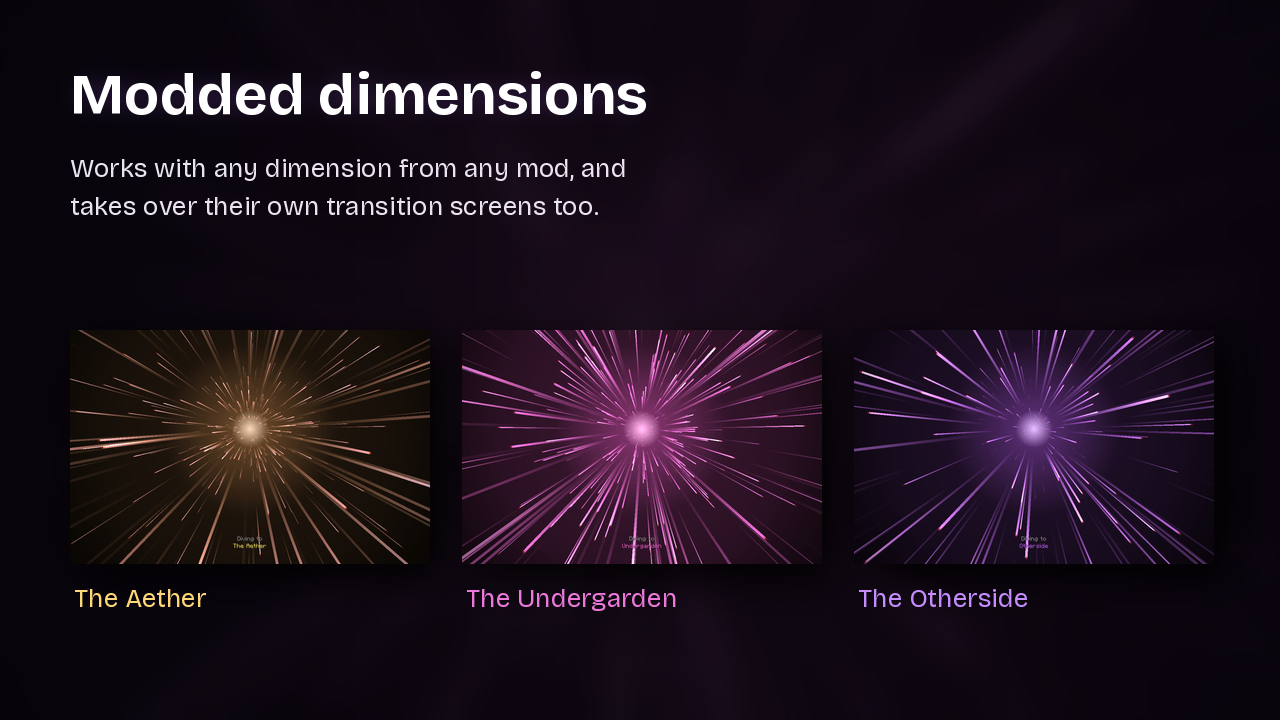 Modded dimensions
Works with any dimension from any mod, and
takes over their own transition screens too.
Diving to
The Aether
Diving to
Undergarden
Diving to
Otherside
The Aether
The Undergarden
The Otherside